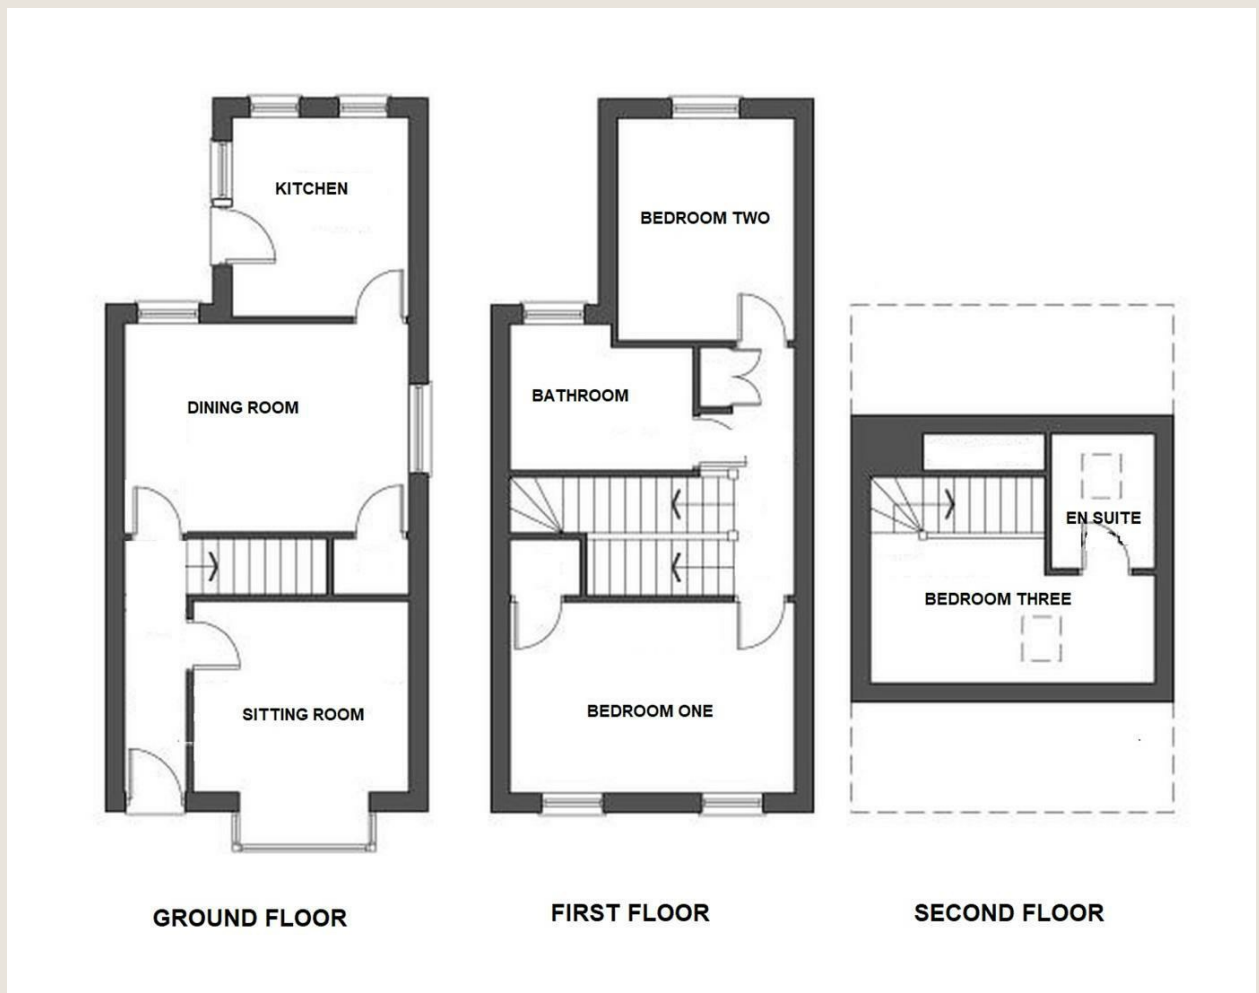 KITCHEN
DINING ROOM
SITTING ROOM
GROUND FLOOR
BEDROOM TWO
BATHROOM
BEDROOM ONE
FIRST FLOOR
EN SUITE
BEDROOM THREE
SECOND FLOOR